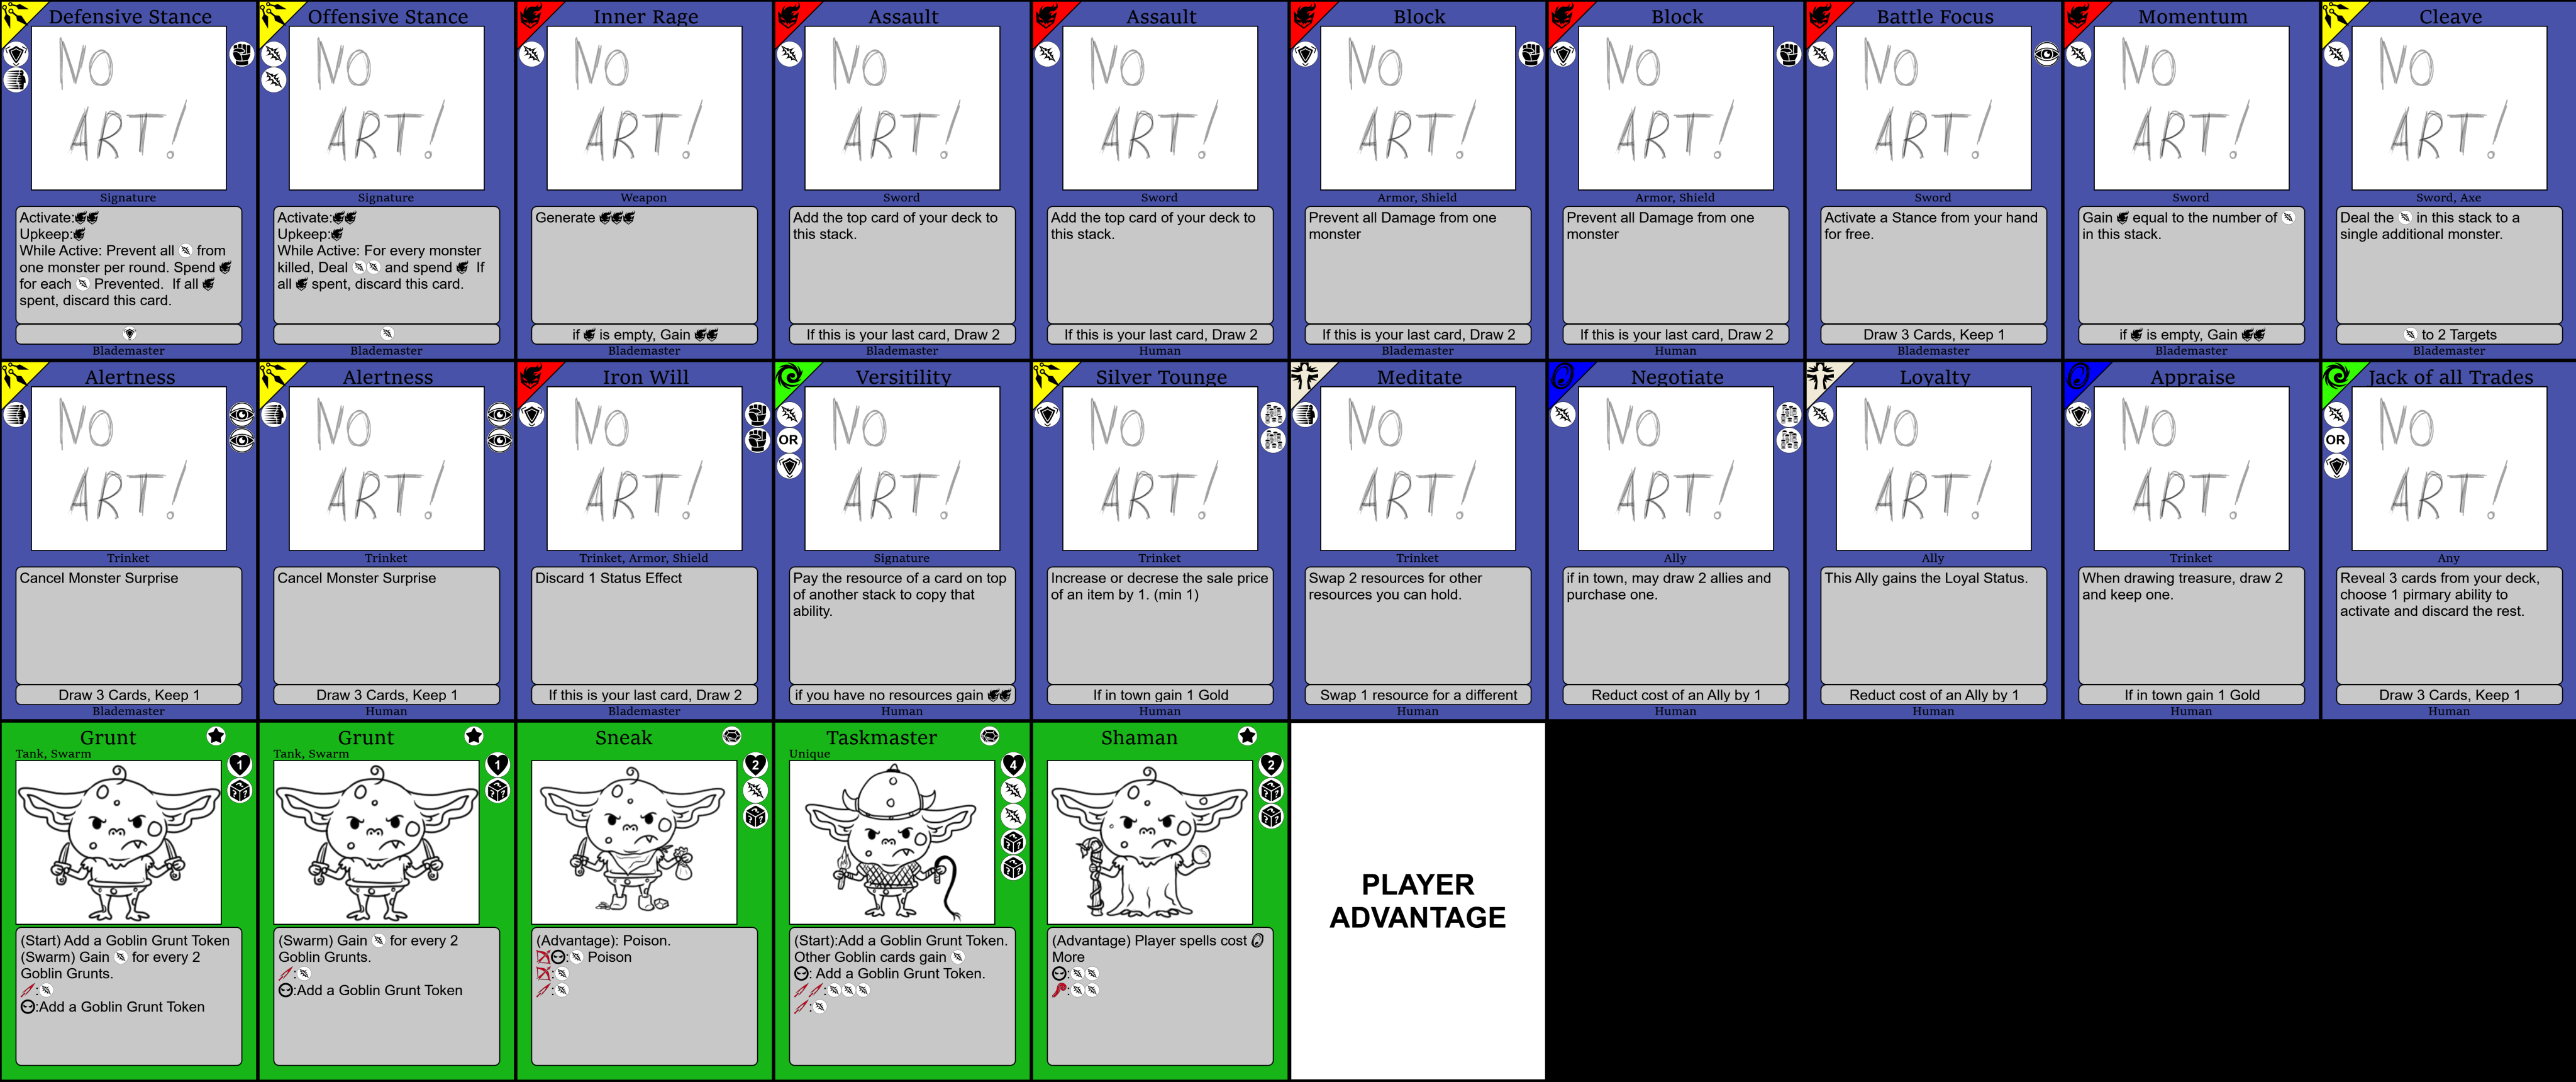 Defensive Stance
NO
ART!
Signature
Activate:
Upkeep:
While Active: Prevent all from
one monster per round. Spend
for each Prevented. If all
spent, discard this card.
Blademaster
Offensive Stance
NO
ART!
Signature
Activate:
Upkeep:
While Active: For every monster
killed, Deal and spend If
all spent, discard this card.
Blademaster
Inner Rage
NO
ART!
Weapon
Generate
if is empty, Gain
Blademaster
Assault
NO
ART!
Sword
Add the top card of your deck to
this stack.
If this is your last card, Draw 2
Blademaster
Assault
NO
ART!
Sword
Add the top card of your deck to
this stack.
If this is your last card, Draw 2
Human
Block
NO
ART!
Armor, Shield
Prevent all Damage from one
monster
If this is your last card, Draw 2
Blademaster
Block
NO
ART!
Armor, Shield
Prevent all Damage from one
monster
If this is your last card, Draw 2
Human
Battle Focus
NO
ART!
Sword
Activate a Stance from your hand
for free.
Draw 3 Cards, Keep 1
Blademaster
Momentum
NO
ART!
Sword
Gain equal to the number of
in this stack.
if is empty, Gain
Blademaster
Cleave
NO
ART!
Sword, Axe
Deal the in this stack to a
single additional monster.
to 2 Targets
Blademaster
Alertness
NO
ART!
Trinket
Cancel Monster Surprise
Draw 3 Cards, Keep 1
Blademaster
Alertness
NO
ART!
Trinket
Cancel Monster Surprise
Draw 3 Cards, Keep 1
Human
Iron Will
NO
ART!
Trinket, Armor, Shield
Discard 1 Status Effect
If this is your last card, Draw 2
Blademaster
Versitility
OR
NO
ART!
Signature
Pay the resource of a card on top
of another stack to copy that
ability.
if you have no resources gain
Human
Silver Tounge
NO
ART!
Trinket
Increase or decrese the sale price
of an item by 1. (min 1)
If in town gain 1 Gold
Human
Meditate
NO
ART!
Trinket
Swap 2 resources for other
resources you can hold.
Swap 1 resource for a different
Human
Negotiate
NO
ART!
Ally
if in town, may draw 2 allies and
purchase one.
Reduct cost of an Ally by 1
Human
Loyalty
NO
ART!
Ally
This Ally gains the Loyal Status.
Reduct cost of an Ally by 1
Human
Appraise
NO
ART!
Trinket
When drawing treasure, draw 2
and keep one.
If in town gain 1 Gold
Human
Jack of all Trades
OR
NO
ART!
Any
Reveal 3 cards from your deck,
choose 1 pirmary ability to
activate and discard the rest.
Draw 3 Cards, Keep 1
Human
Grunt
Tank, Swarm
1
(Start) Add a Goblin Grunt Token
(Swarm) Gain for every 2
Goblin Grunts.
:
:Add a Goblin Grunt Token
Grunt
Tank, Swarm
1
(Swarm) Gain for every 2
Goblin Grunts.
:
:Add a Goblin Grunt Token
Sneak
2
(Advantage): Poison.
: Poison
:
:
Taskmaster
Unique
4
(Start):Add a Goblin Grunt Token.
Other Goblin cards gain
: Add a Goblin Grunt Token.
:
:
Shaman
2
(Advantage) Player spells cost
More
:
:
PLAYER
ADVANTAGE